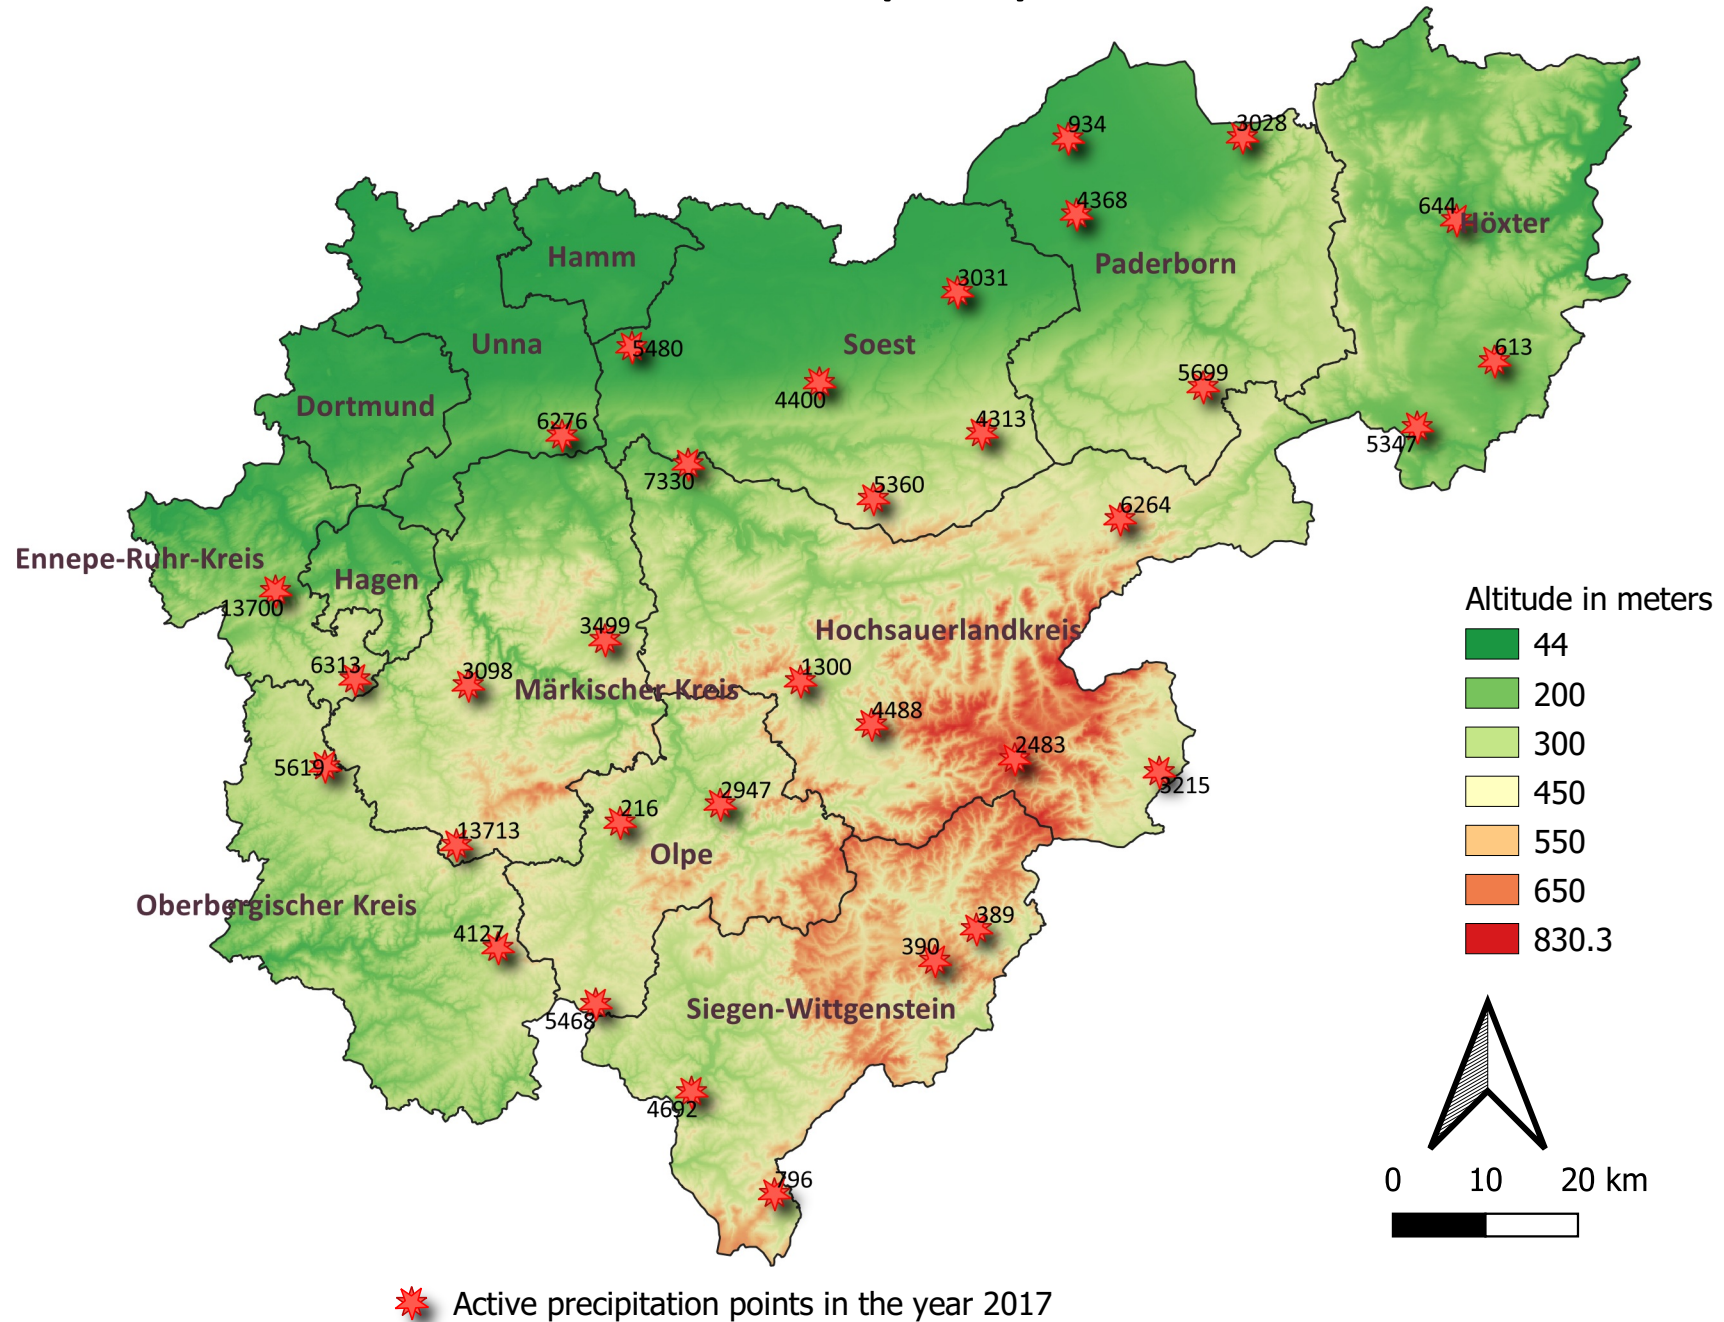 934
3028
4368
644
Höxter
Hamm
Paderborn
3031
Unna
5480
Soest
613
4400
5699
Dortmund
6276
4313
5347
7330
5360
6264
Ennepe-Ruhr-Kreis
Hagen
13700
3499
Hochsauerlandkreis
6313
3098
1300
Märkischer Kreis
4488
2483
5619
3215
2947
216
13713
Olpe
Oberbergischer Kreis
4127
389
390
Siegen-Wittgenstein
5468
4692
796
Altitude in meters
44
200
300
450
550
650
830.3
0 10 20 km
Active precipitation points in the year 2017